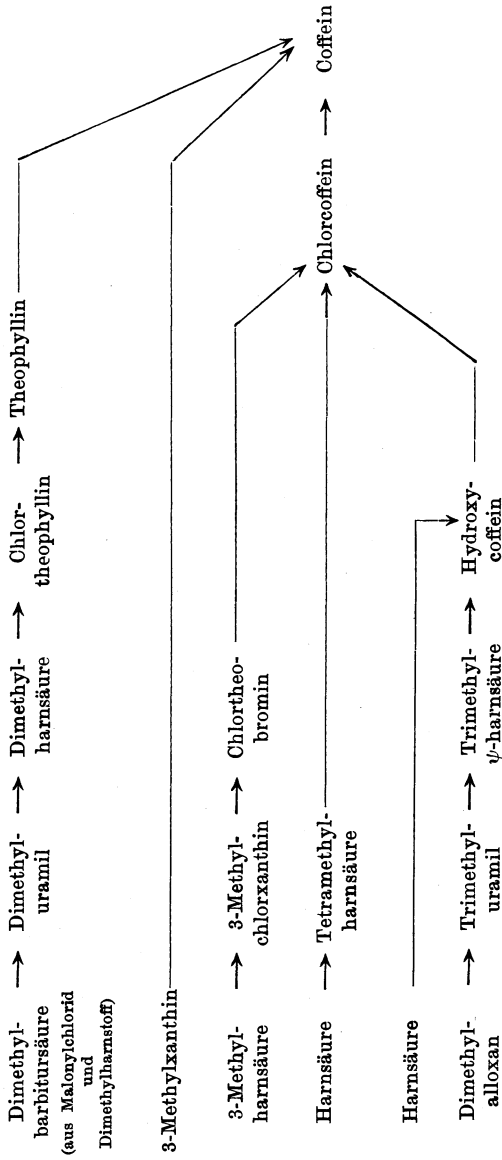 Dimethyl-
barbitursäure
(aus Malonylchlorid
und
Dimethylharnstoff)
Dimethyl-
uramil
Dimethyl-
harnsäure
Chlor-
theophyllin
Theophyllin
3-Methylxanthin
3-Methyl-
harnsäure
3-Methyl-
chlorxanthin
Chlortheo-
bromin
Harnsäure
Tetramethyl-
harnsäure
Chlorcoffein
Coffein
Harnsäure
Dimethyl-
alloxan
Trimethyl-
uramil
Trimethyl-
ψ-harnsäure
Hydroxy-
coffein